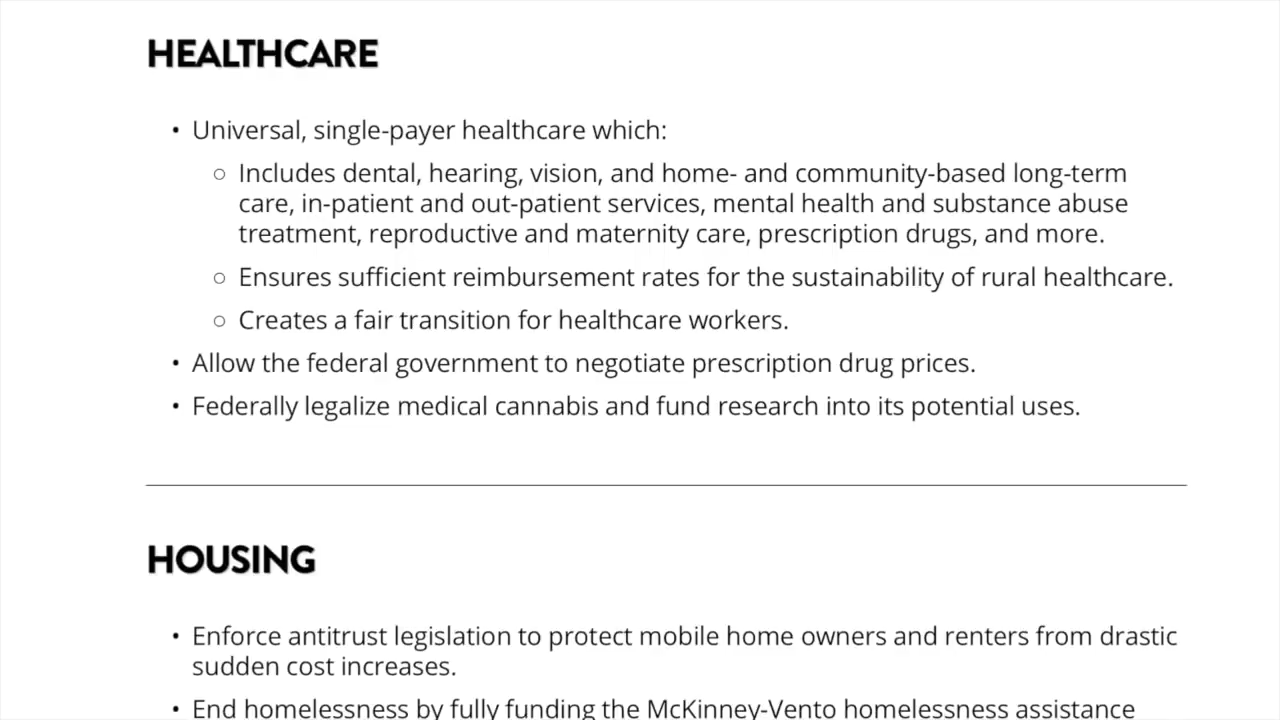 HEALTHCARE
• Universal, single-payer healthcare which:
○ Includes dental, hearing, vision, and home- and community-based long-term
care, in-patient and out-patient services, mental health and substance abuse
treatment, reproductive and maternity care, prescription drugs, and more.
○ Ensures sufficient reimbursement rates for the sustainability of rural healthcare.
○ Creates a fair transition for healthcare workers.
• Allow the federal government to negotiate prescription drug prices.
• Federally legalize medical cannabis and fund research into its potential uses.
HOUSING
• Enforce antitrust legislation to protect mobile home owners and renters from drastic
sudden cost increases.
• End homelessness by fully funding the McKinney-Vento homelessness assistance